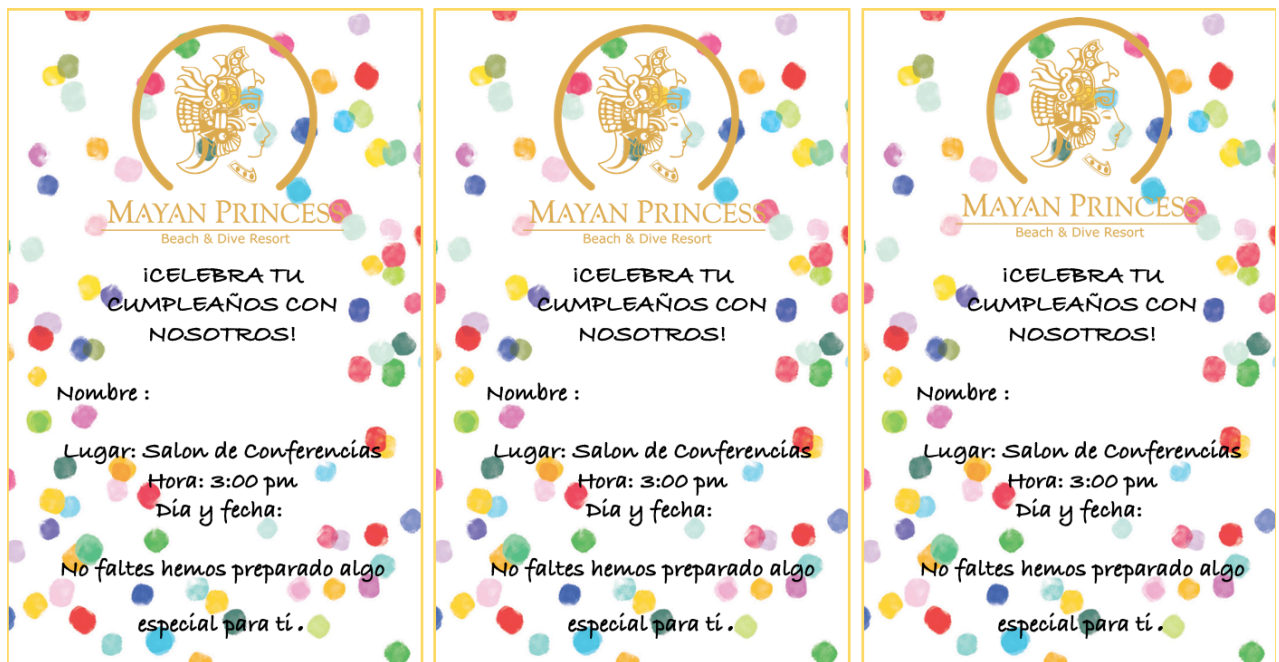 MAYAN PRINCESS
Beach & Dive Resort
¡CELEBRA TU
CUMPLEAÑOS CON
NOSOTROS!
Nombre :
Lugar: Salon de Conferencias
Hora: 3:00 pm
Día y fecha:
No faltes hemos preparado algo
especial para ti.
MAYAN PRINCESS
Beach & Dive Resort
¡CELEBRA TU
CUMPLEAÑOS CON
NOSOTROS!
Nombre :
Lugar: Salon de Conferencias
Hora: 3:00 pm
Día y fecha:
No faltes hemos preparado algo
especial para ti.
MAYAN PRINCESS
Beach & Dive Resort
¡CELEBRA TU
CUMPLEAÑOS CON
NOSOTROS!
Nombre :
Lugar: Salon de Conferencias
Hora: 3:00 pm
Día y fecha:
No faltes hemos preparado algo
especial para ti.